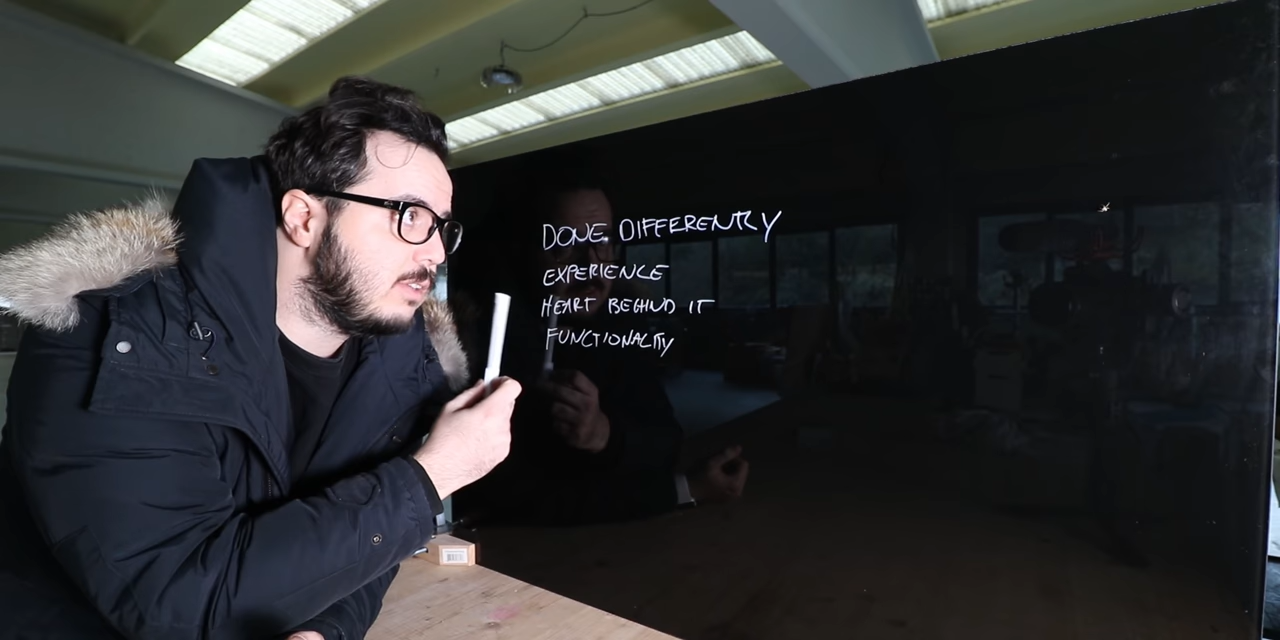 DONE DIFFERENTLY
EXPERIENCE
HEART BEHIND IT
FUNCTIONALITY